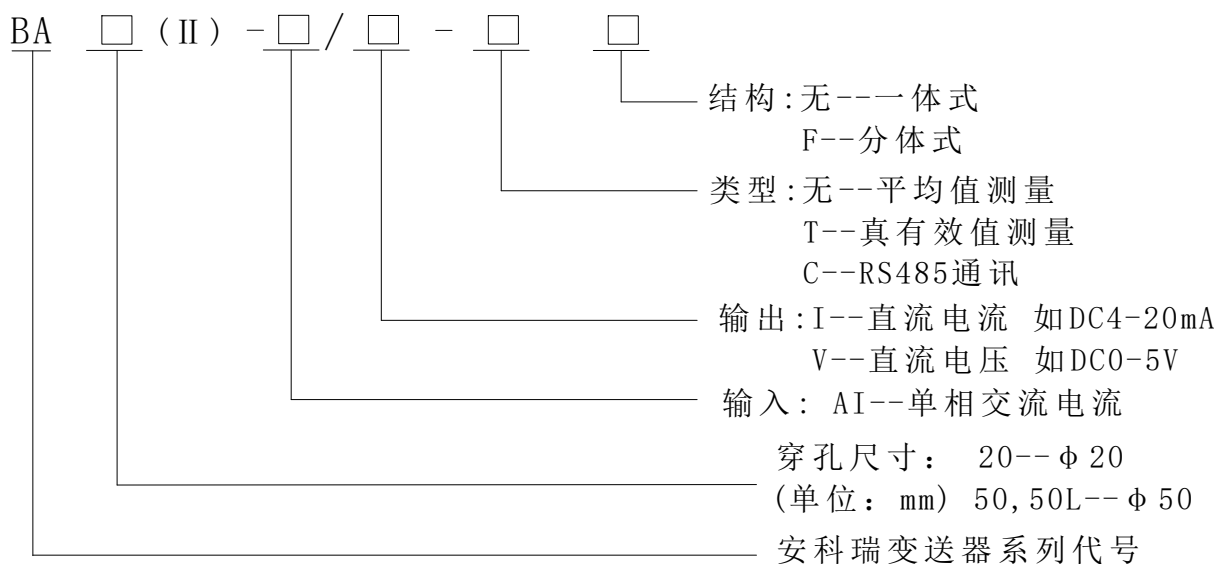 BA □(II)-□/□ - □ □
结构:无--一体式
F--分体式
类型:无--平均值测量
T--真有效值测量
C--RS485通讯
输出:I--直流电流 如DC4-20mA
V--直流电压 如DC0-5V
输入: AI--单相交流电流
穿孔尺寸: 20--φ20
(单位: mm) 50,50L--φ50
安科瑞变送器系列代号